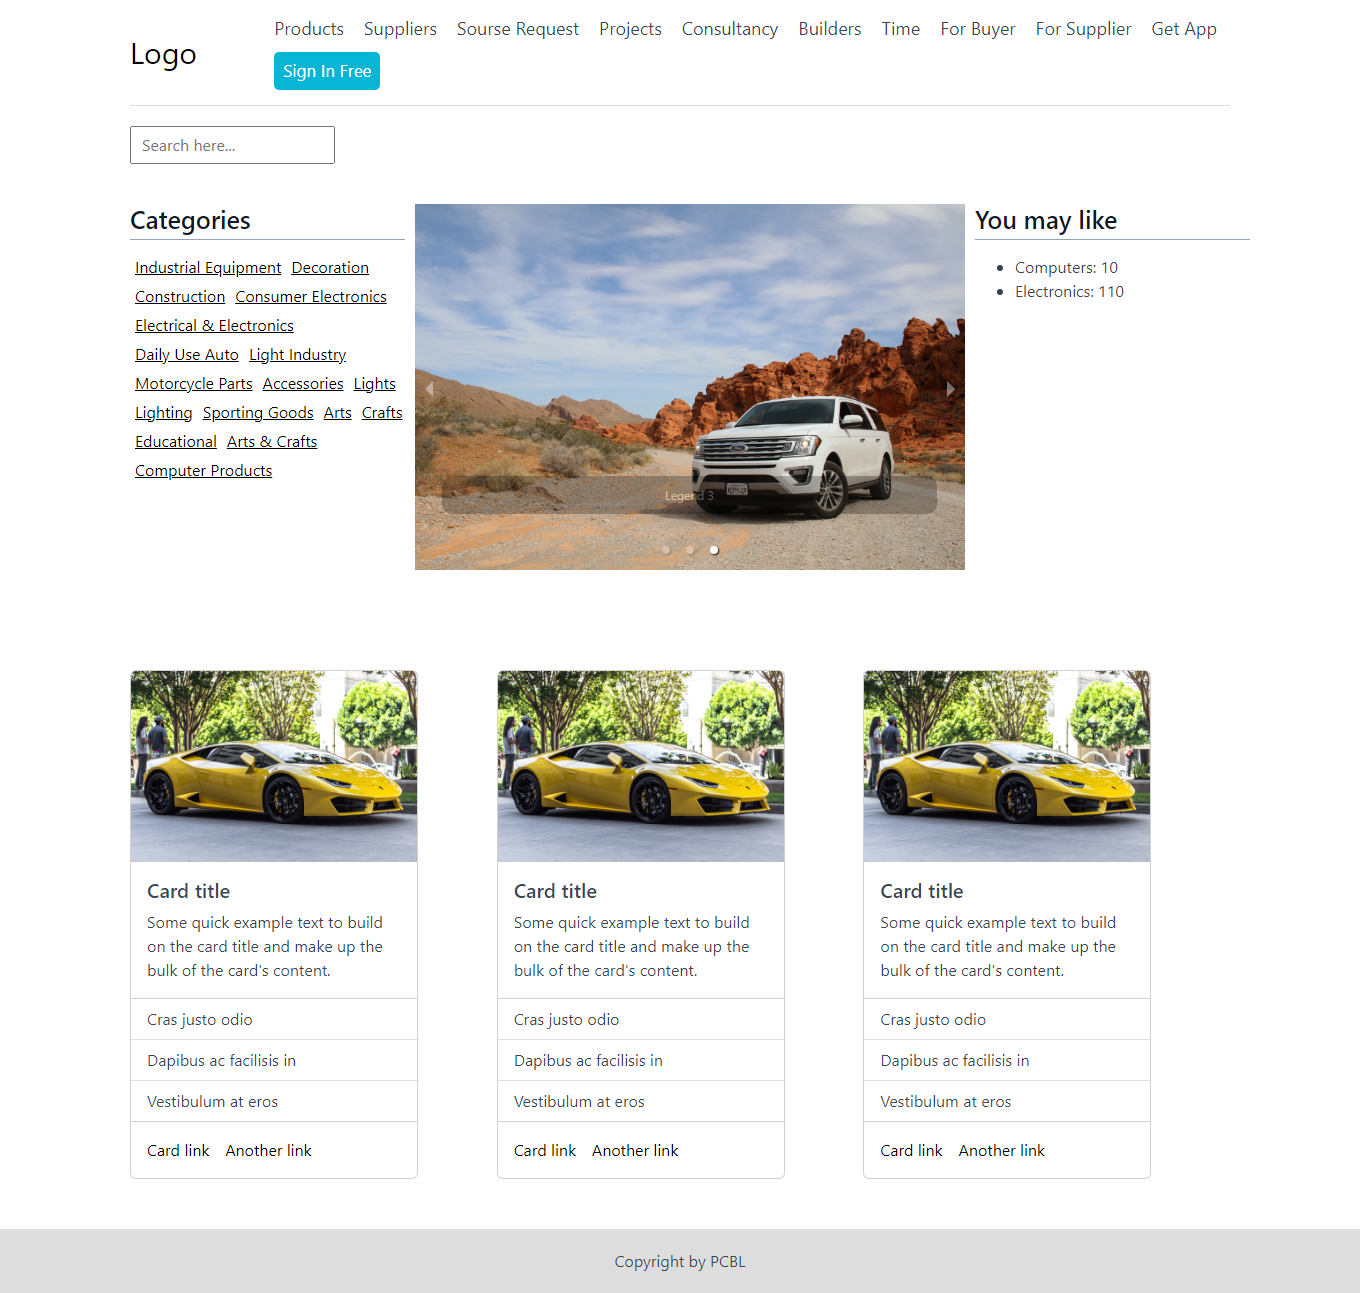 Logo
Products Suppliers Sourse Request Projects Consultancy Builders Time For Buyer For Supplier Get App
Sign In Free
Search here...
Categories
Industrial Equipment Decoration
Construction Consumer Electronics
Electrical & Electronics
Daily Use Auto Light Industry
Motorcycle Parts Accessories Lights
Lighting Sporting Goods Arts Crafts
Educational Arts & Crafts
Computer Products
Legend 3
You may like
Computers: 10
Electronics: 110
Card title
Some quick example text to build
on the card title and make up the
bulk of the card's content.
Cras justo odio
Dapibus ac facilisis in
Vestibulum at eros
Card link Another link
Card title
Some quick example text to build
on the card title and make up the
bulk of the card's content.
Cras justo odio
Dapibus ac facilisis in
Vestibulum at eros
Card link Another link
Card title
Some quick example text to build
on the card title and make up the
bulk of the card's content.
Cras justo odio
Dapibus ac facilisis in
Vestibulum at eros
Card link Another link
Copyright by PCBL